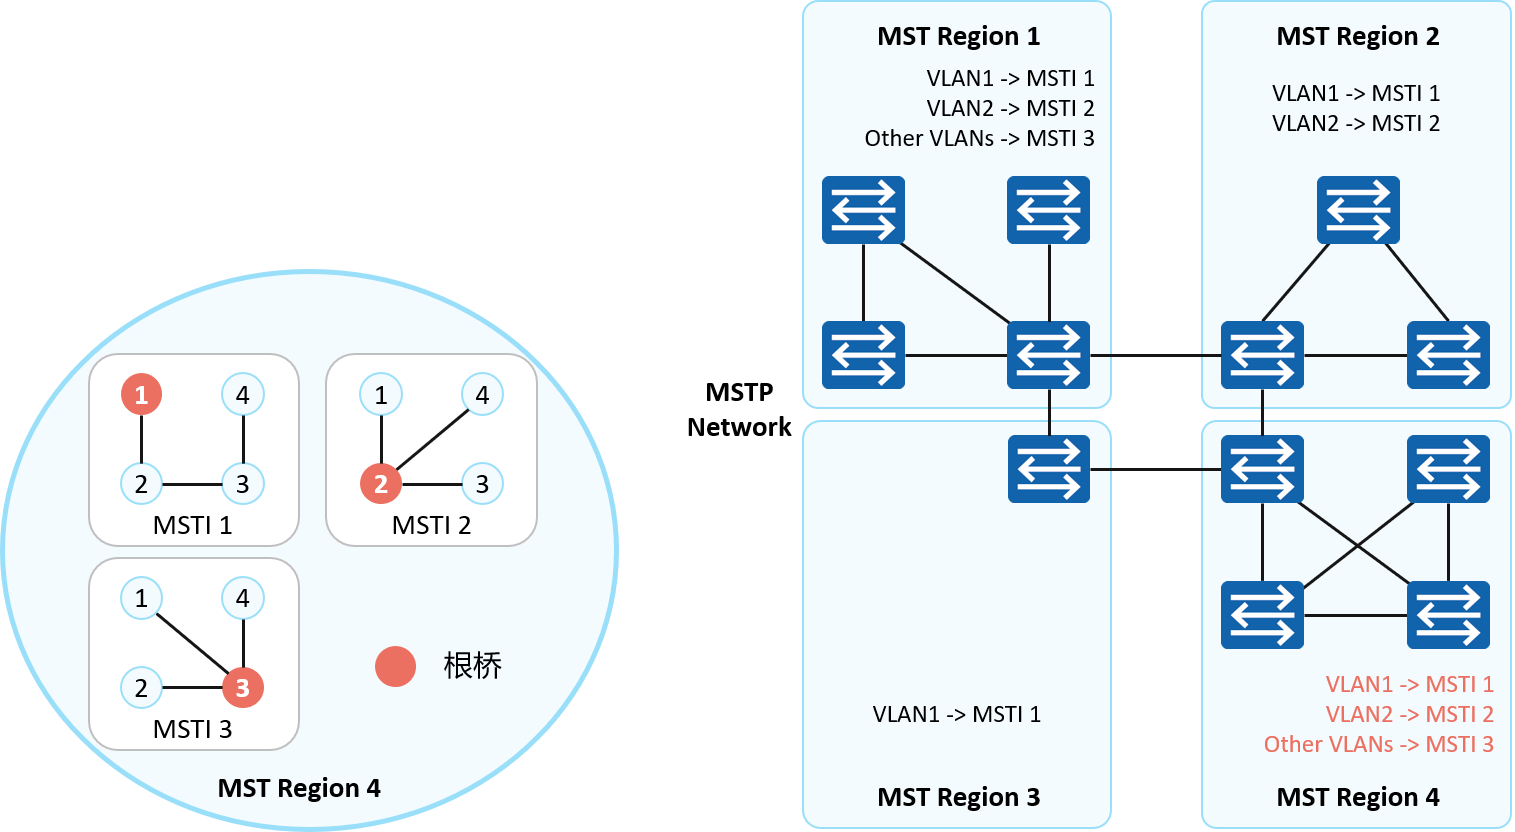 1
4
2
3
MSTI 1
1
4
2
3
MSTI 2
1
4
2
3
MSTI 3
根桥
MST Region 4
MSTP
Network
MST Region 1
VLAN1 -> MSTI 1
VLAN2 -> MSTI 2
Other VLANs -> MSTI 3
MST Region 2
VLAN1 -> MSTI 1
VLAN2 -> MSTI 2
VLAN1 -> MSTI 1
MST Region 3
VLAN1 -> MSTI 1
VLAN2 -> MSTI 2
Other VLANs -> MSTI 3
MST Region 4